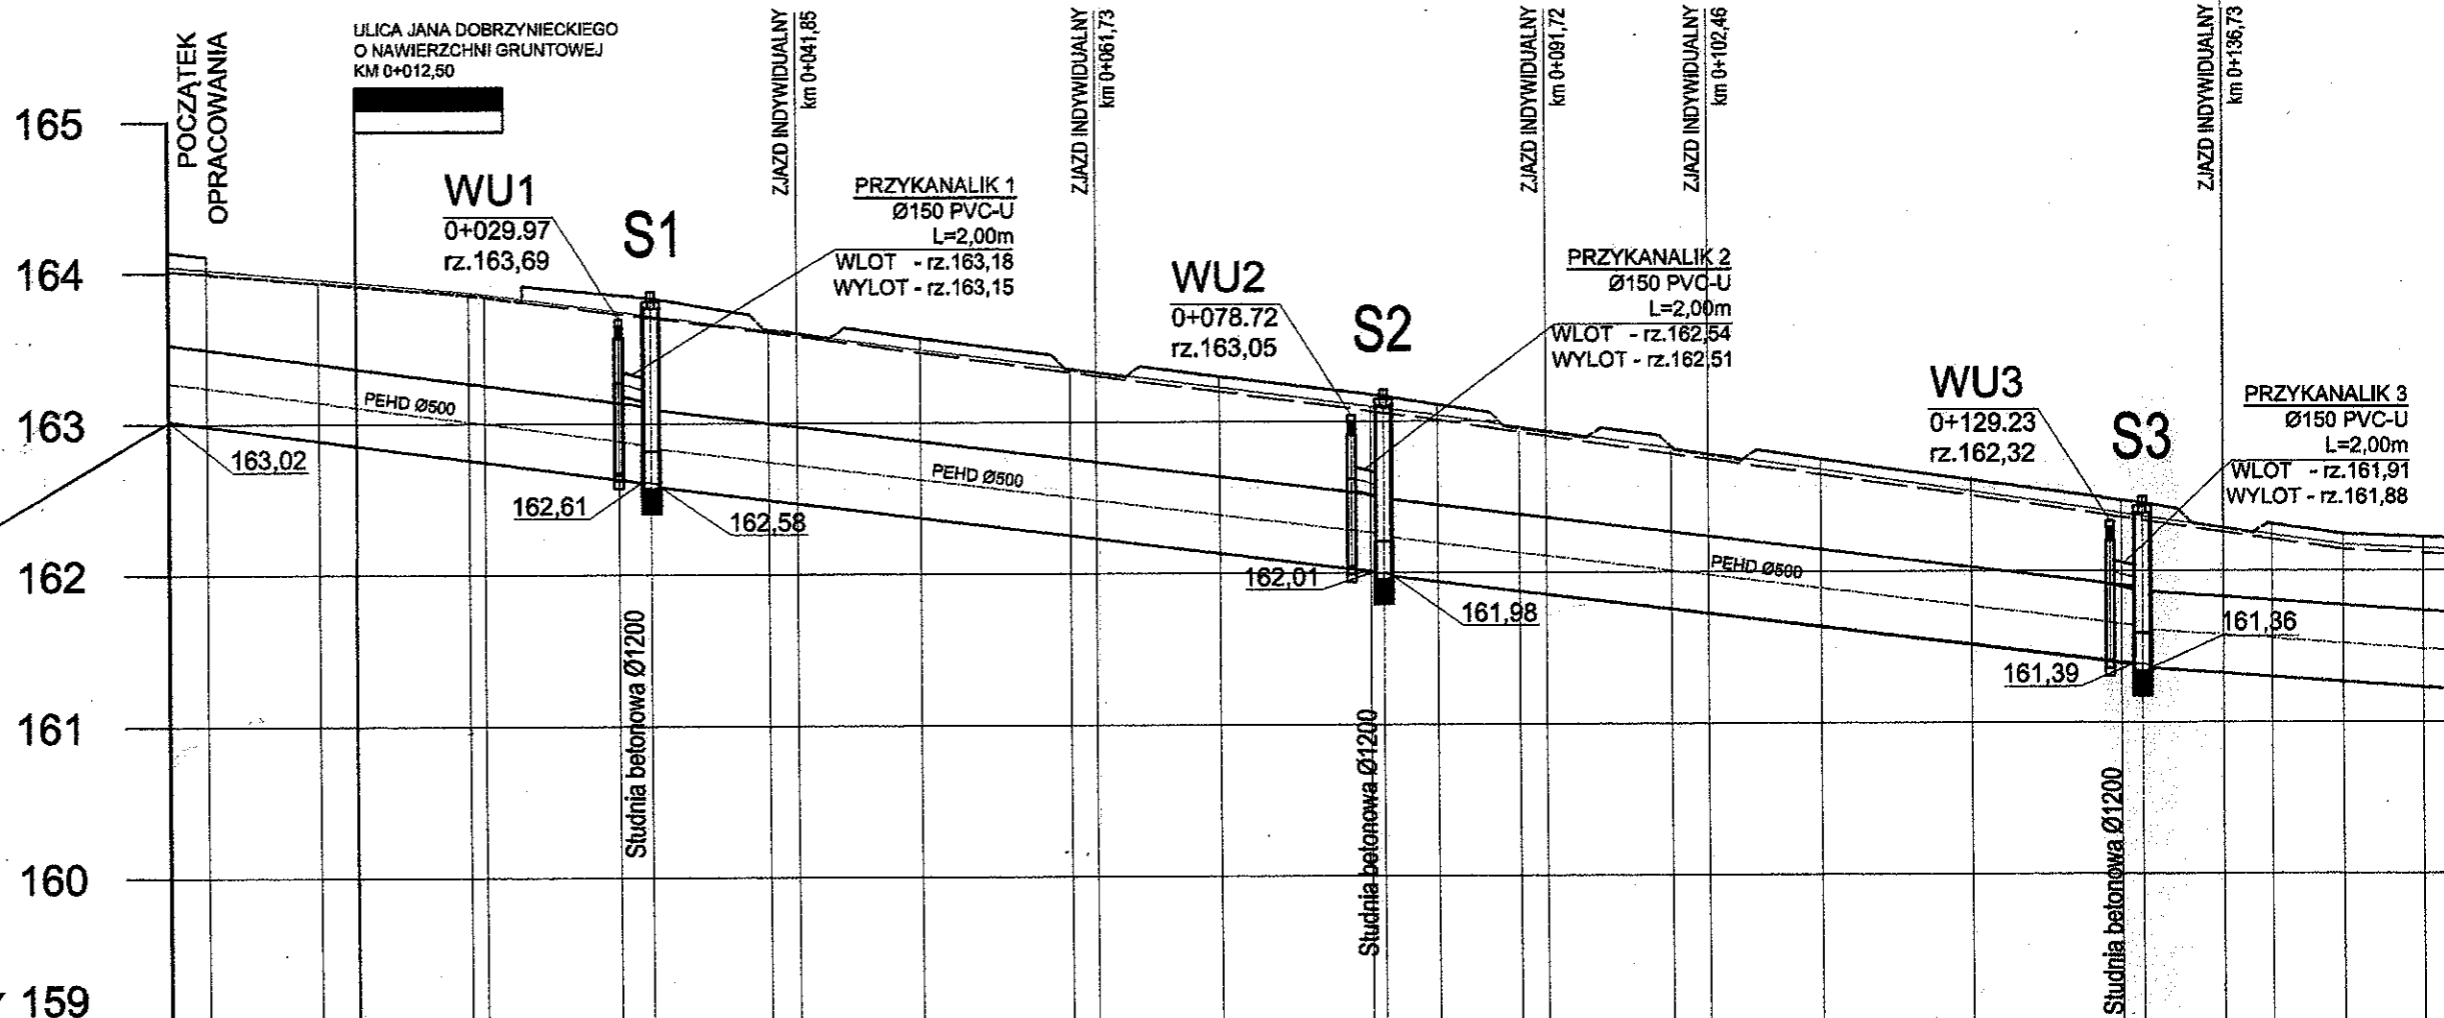 POCZĄTEK
OPRACOWANIA
ULICA JANA DOBRZYNIECKIEGO
O NAWIERZCHNI GRUNTOWEJ
KM 0+012,50
ZJAZD INDYWIDUALNY
km 0+041,85
ZJAZD INDYWIDUALNY
km 0+061,73
ZJAZD INDYWIDUALNY
km 0+091,72
ZJAZD INDYWIDUALNY
km 0+102,46
ZJAZD INDYWIDUALNY
km 0+136,73
165
164
163
162
161
160
159
WU1
0+029.97
rz.163,69
S1
PRZYKANALIK 1
Ø150 PVC-U
L=2,00m
WLOT - rz.163,18
WYLOT - rz.163,15
WU2
0+078.72
rz.163,05
S2
PRZYKANALIK 2
Ø150 PVC-U
L=2,00m
WLOT - rz.162,54
WYLOT - rz.162,51
WU3
0+129.23
rz.162,32
S3
PRZYKANALIK 3
Ø150 PVC-U
L=2,00m
WLOT - rz.161,91
WYLOT - rz.161,88
PEHD Ø500
PEHD Ø500
PEHD Ø500
163,02
162,61
162,58
162,01
161,98
161,39
161,36
Studnia betonowa Ø1200
Studnia betonowa Ø1200
Studnia betonowa Ø1200